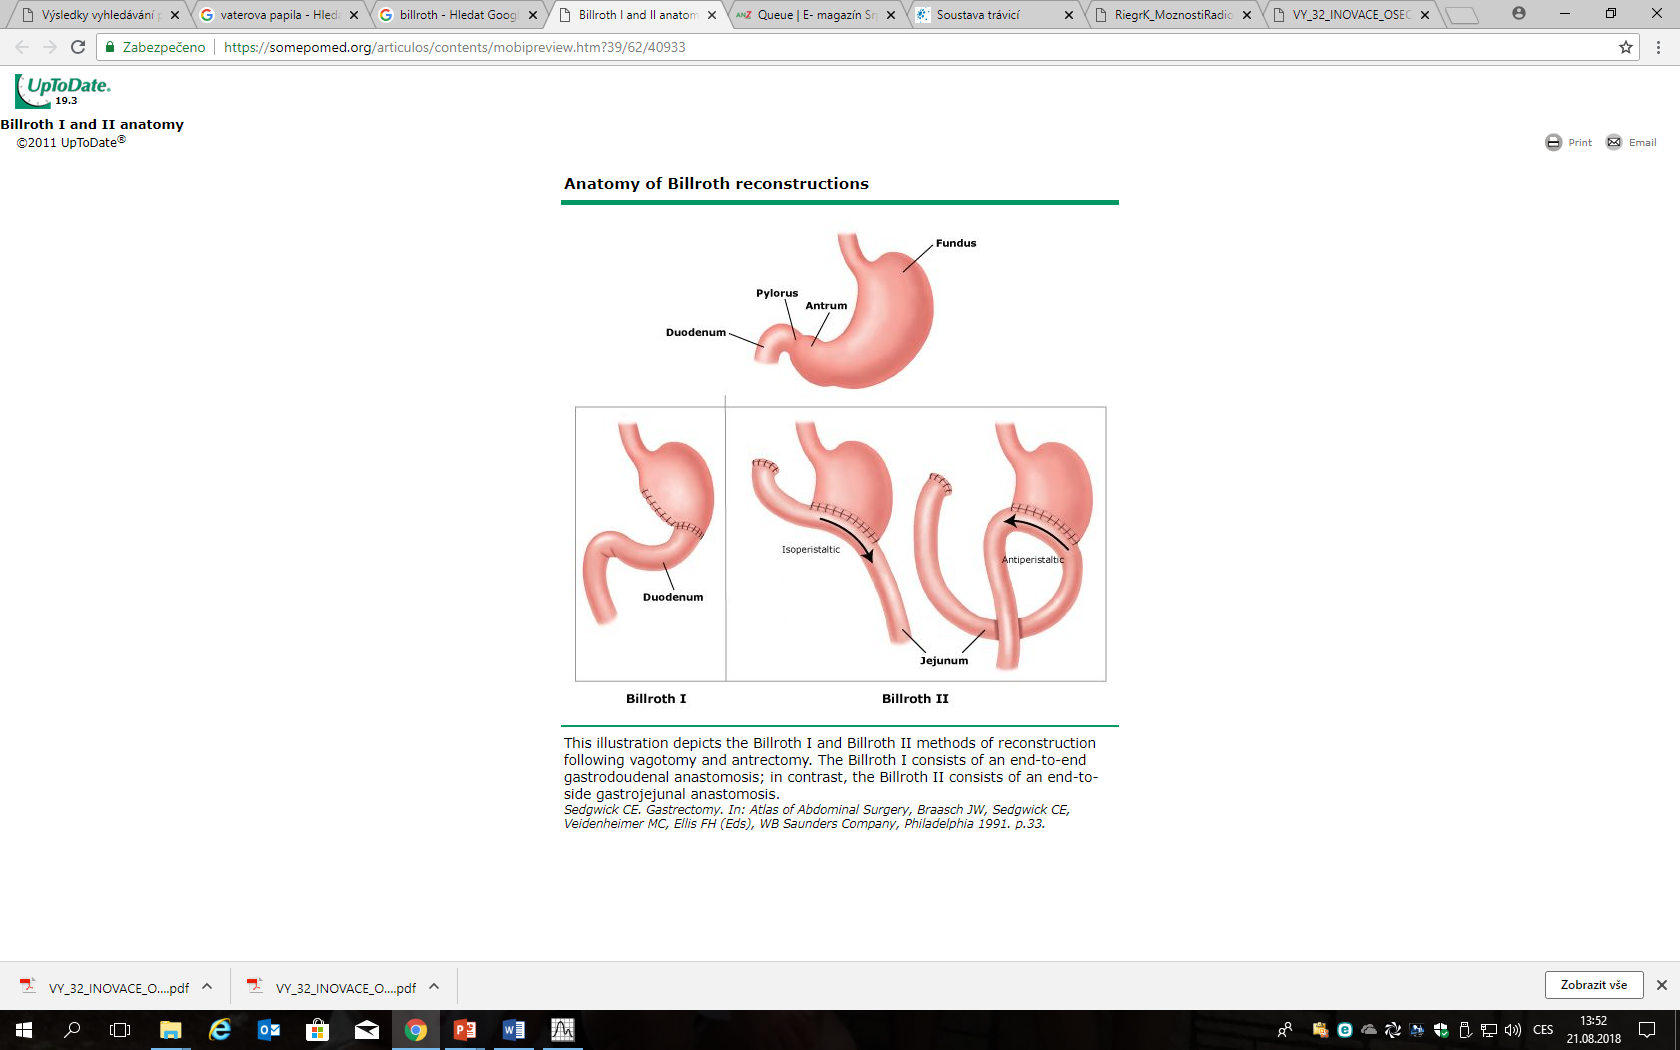 Výsledky vyhledávání p
vaterova papila - Hleda
billroth - Hledat Googl
Billroth I and II anatom
Queue | E- magazín Srp
Soustava trávicí
RiegrK_MoznostiRadio
VY_32_INOVACE_OSEC
Zabezpečeno
https://somepomed.org/articulos/contents/mobipreview.htm?39/62/40933
UpToDate.
19.3
Billroth I and II anatomy
©2011 UpToDate®
Print
Email
Anatomy of Billroth reconstructions
Fundus
Pylorus
Antrum
Duodenum
Isoperistaltic
Antiperistaltic
Duodenum
Jejunum
Billroth I
Billroth II
This illustration depicts the Billroth I and Billroth II methods of reconstruction
following vagotomy and antrectomy. The Billroth I consists of an end-to-end
gastrodoudenal anastomosis; in contrast, the Billroth II consists of an end-to-
side gastrojejunal anastomosis.
Sedgwick CE. Gastrectomy. In: Atlas of Abdominal Surgery, Braasch JW, Sedgwick CE,
Veidenheimer MC, Ellis FH (Eds), WB Saunders Company, Philadelphia 1991. p.33.
VY_32_INOVACE_O....pdf
VY_32_INOVACE_O....pdf
Zobrazit vše
CES
13:52
21.08.2018